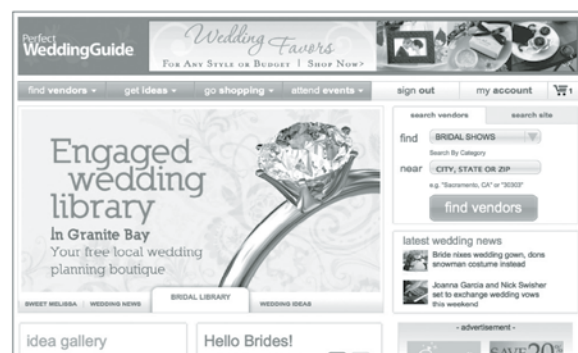 Perfect
WeddingGuide
Wedding Favors
FOR ANY STYLE OR BUDGET | SHOP NOW>
find vendors
get ideas
go shopping
attend events
sign out
my account
1
Engaged
wedding
library
In Granite Bay
Your free local wedding
planning boutique
SWEET MELISSA
WEDDING NEWS
BRIDAL LIBRARY
WEDDING IDEAS
search vendors
search site
find
BRIDAL SHOWS
Search By Category
near
CITY, STATE OR ZIP
e.g. "Sacramento, CA" or "30303"
find vendors
latest wedding news
Bride nixes wedding gown, dons
snowman costume instead
Joanna Garcia and Nick Swisher
set to exchange wedding vows
this weekend
idea gallery
Hello Brides!
- advertisement -
SAVE 20%